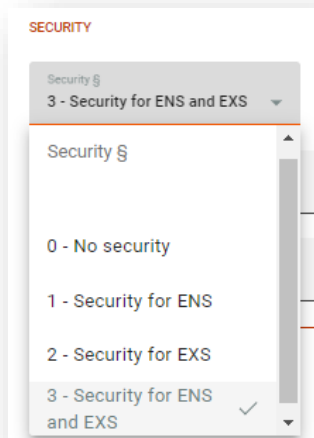 SECURITY
Security §
3 - Security for ENS and EXS
Security §
0 - No security
1 - Security for ENS
2 - Security for EXS
3 - Security for ENS
and EXS